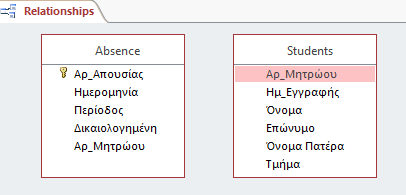 Relationships
Absence
Αρ_Απουσίας
Ημερομηνία
Περίοδος
Δικαιολογημένη
Αρ_Μητρώου
Students
Αρ_Μητρώου
Ημ_Εγγραφής
Όνομα
Επώνυμο
Όνομα Πατέρα
Τμήμα